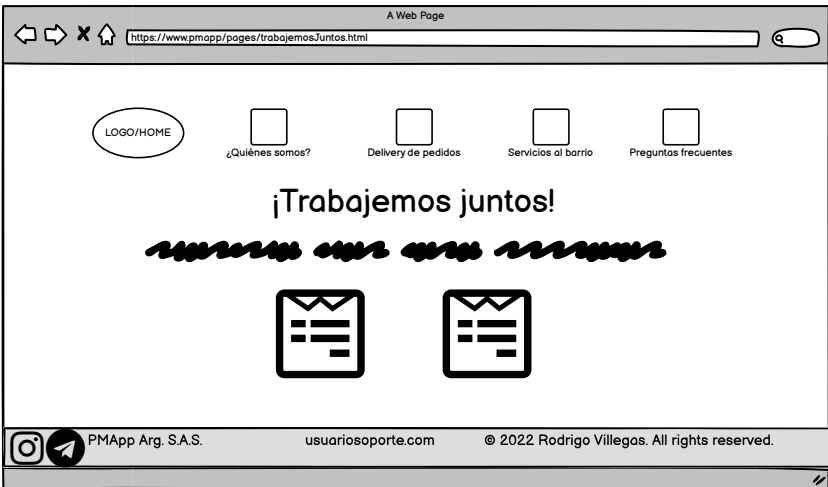 A Web Page
https://www.pmapp/pages/trabajemosJuntos.html
LOGO/HOME
¿Quiénes somos?
Delivery de pedidos
Servicios al barrio
Preguntas frecuentes
¡Trabajemos juntos!
PMApp Arg. S.A.S.
usuariosoporte.com
© 2022 Rodrigo Villegas. All rights reserved.